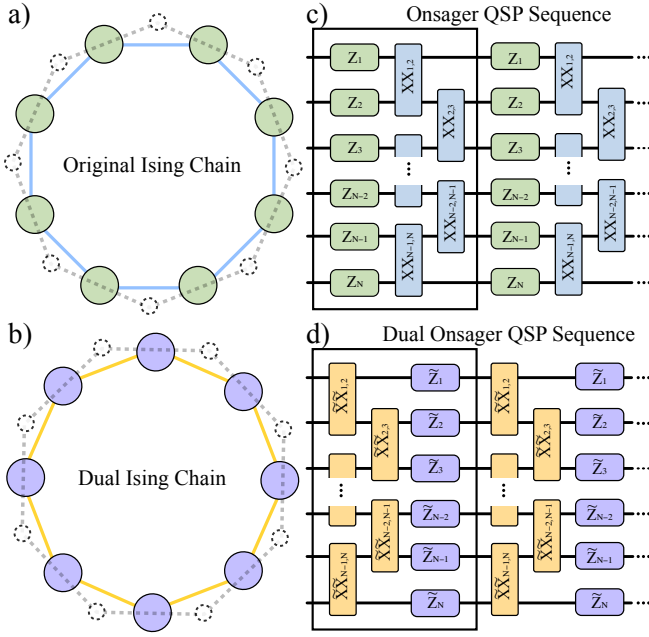 a)
Original Ising Chain
b)
Dual Ising Chain
c)
Onsager QSP Sequence
Z₁ XX₁,₂ Z₁ XX₁,₂ ...
Z₂ XX₂,₃ Z₂ XX₂,₃ ...
Z₃ Z₃ ...
... ...
Zₙ₋₂ XXₙ₋₂,ₙ₋₁ Zₙ₋₂ XXₙ₋₂,ₙ₋₁ ...
Zₙ₋₁ XXₙ₋₁,ₙ Zₙ₋₁ XXₙ₋₁,ₙ ...
Zₙ Zₙ ...
d)
Dual Onsager QSP Sequence
X̃X̃₁,₂ Z̃₁ X̃X̃₁,₂ Z̃₁ ...
X̃X̃₂,₃ Z̃₂ X̃X̃₂,₃ Z̃₂ ...
Z̃₃ Z̃₃ ...
... ...
X̃X̃ₙ₋₂,ₙ₋₁ Z̃ₙ₋₂ X̃X̃ₙ₋₂,ₙ₋₁ Z̃ₙ₋₂ ...
X̃X̃ₙ₋₁,ₙ Z̃ₙ₋₁ X̃X̃ₙ₋₁,ₙ Z̃ₙ₋₁ ...
Z̃ₙ Z̃ₙ ...